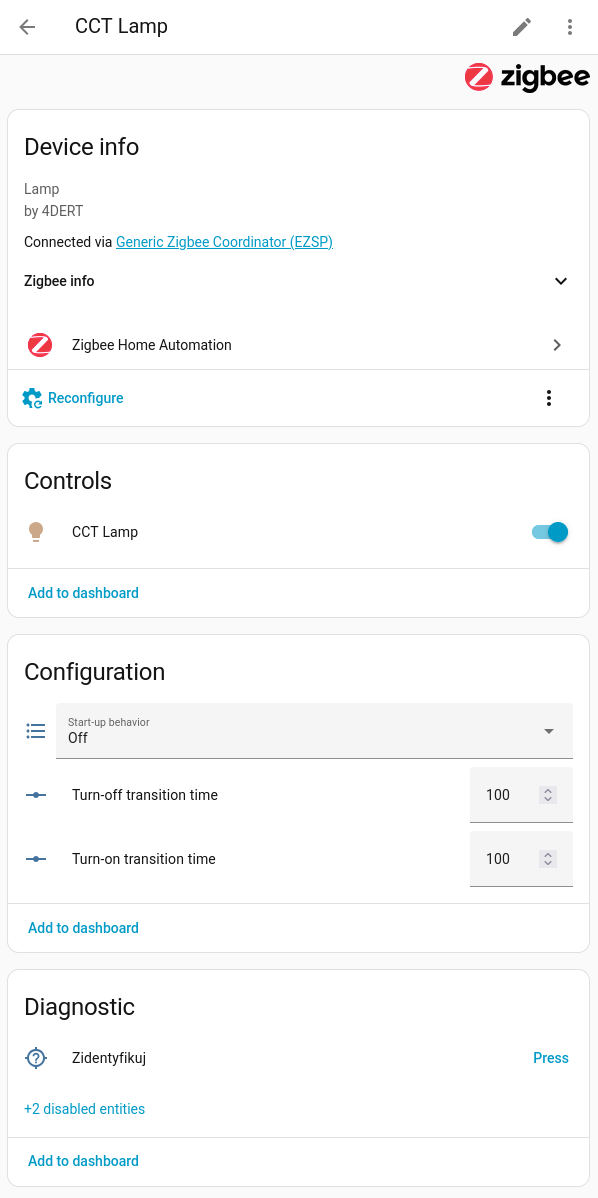 CCT Lamp
zigbee
Device info
Lamp
by 4DERT
Connected via Generic Zigbee Coordinator (EZSP)
Zigbee info
Zigbee Home Automation
Reconfigure
Controls
CCT Lamp
Add to dashboard
Configuration
Start-up behavior
Off
Turn-off transition time 100
Turn-on transition time 100
Add to dashboard
Diagnostic
Zidentyfikuj Press
+2 disabled entities
Add to dashboard